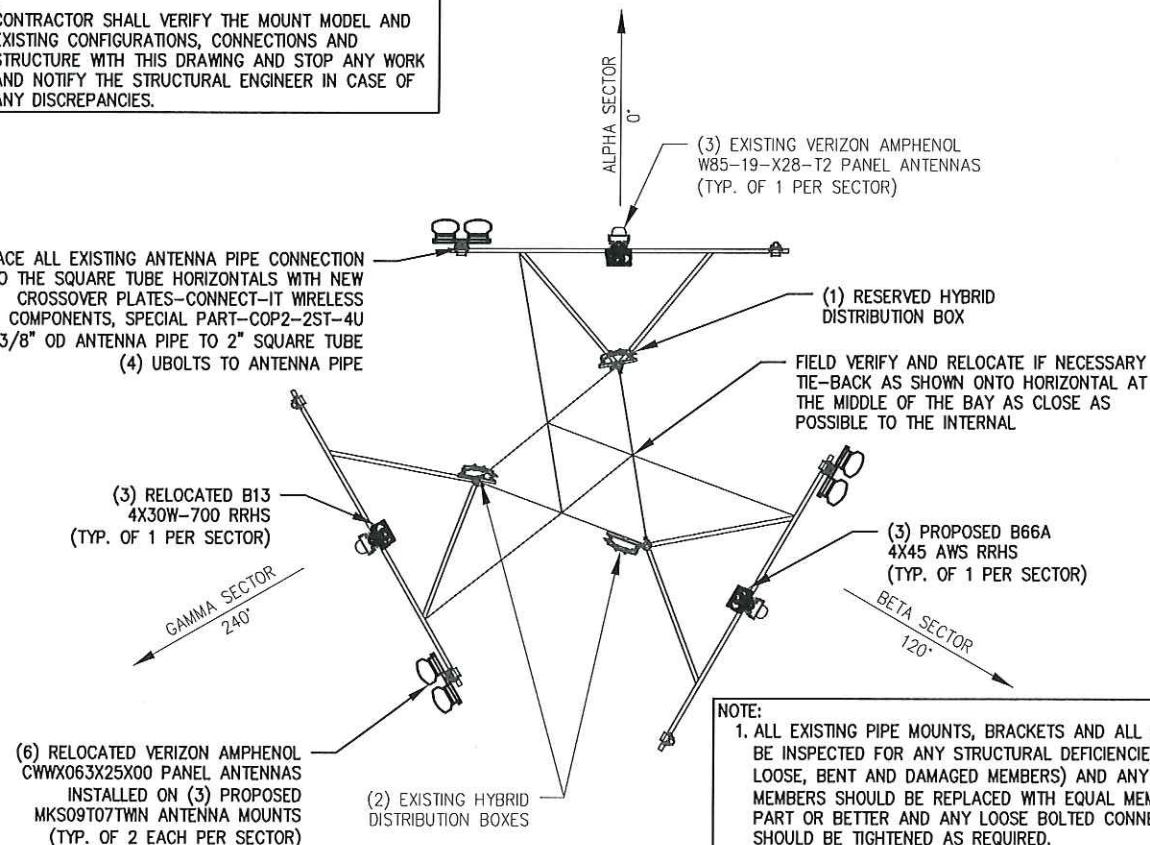 CONTRACTOR SHALL VERIFY THE MOUNT MODEL AND
EXISTING CONFIGURATIONS, CONNECTIONS AND
STRUCTURE WITH THIS DRAWING AND STOP ANY WORK
AND NOTIFY THE STRUCTURAL ENGINEER IN CASE OF
ANY DISCREPANCIES.
ALPHA SECTOR
0°
(3) EXISTING VERIZON AMPHENOL
W85-19-X28-T2 PANEL ANTENNAS
(TYP. OF 1 PER SECTOR)
ACE ALL EXISTING ANTENNA PIPE CONNECTION
O THE SQUARE TUBE HORIZONTALS WITH NEW
CROSSOVER PLATES-CONNECT-IT WIRELESS
COMPONENTS, SPECIAL PART-COP2-2ST-4U
3/8" OD ANTENNA PIPE TO 2" SQUARE TUBE
(4) UBOLTS TO ANTENNA PIPE
(1) RESERVED HYBRID
DISTRIBUTION BOX
FIELD VERIFY AND RELOCATE IF NECESSARY
TIE-BACK AS SHOWN ONTO HORIZONTAL AT
THE MIDDLE OF THE BAY AS CLOSE AS
POSSIBLE TO THE INTERNAL
(3) RELOCATED B13
4X30W-700 RRHS
(TYP. OF 1 PER SECTOR)
(3) PROPOSED B66A
4X45 AWS RRHS
(TYP. OF 1 PER SECTOR)
GAMMA SECTOR
240°
BETA SECTOR
120°
(6) RELOCATED VERIZON AMPHENOL
CWWX063X25X00 PANEL ANTENNAS
INSTALLED ON (3) PROPOSED
MKS09T07TWIN ANTENNA MOUNTS
(TYP. OF 2 EACH PER SECTOR)
(2) EXISTING HYBRID
DISTRIBUTION BOXES
NOTE:
1. ALL EXISTING PIPE MOUNTS, BRACKETS AND ALL
BE INSPECTED FOR ANY STRUCTURAL DEFICIENCIE
LOOSE, BENT AND DAMAGED MEMBERS) AND ANY
MEMBERS SHOULD BE REPLACED WITH EQUAL MEM
PART OR BETTER AND ANY LOOSE BOLTED CONNE
SHOULD BE TIGHTENED AS REQUIRED.